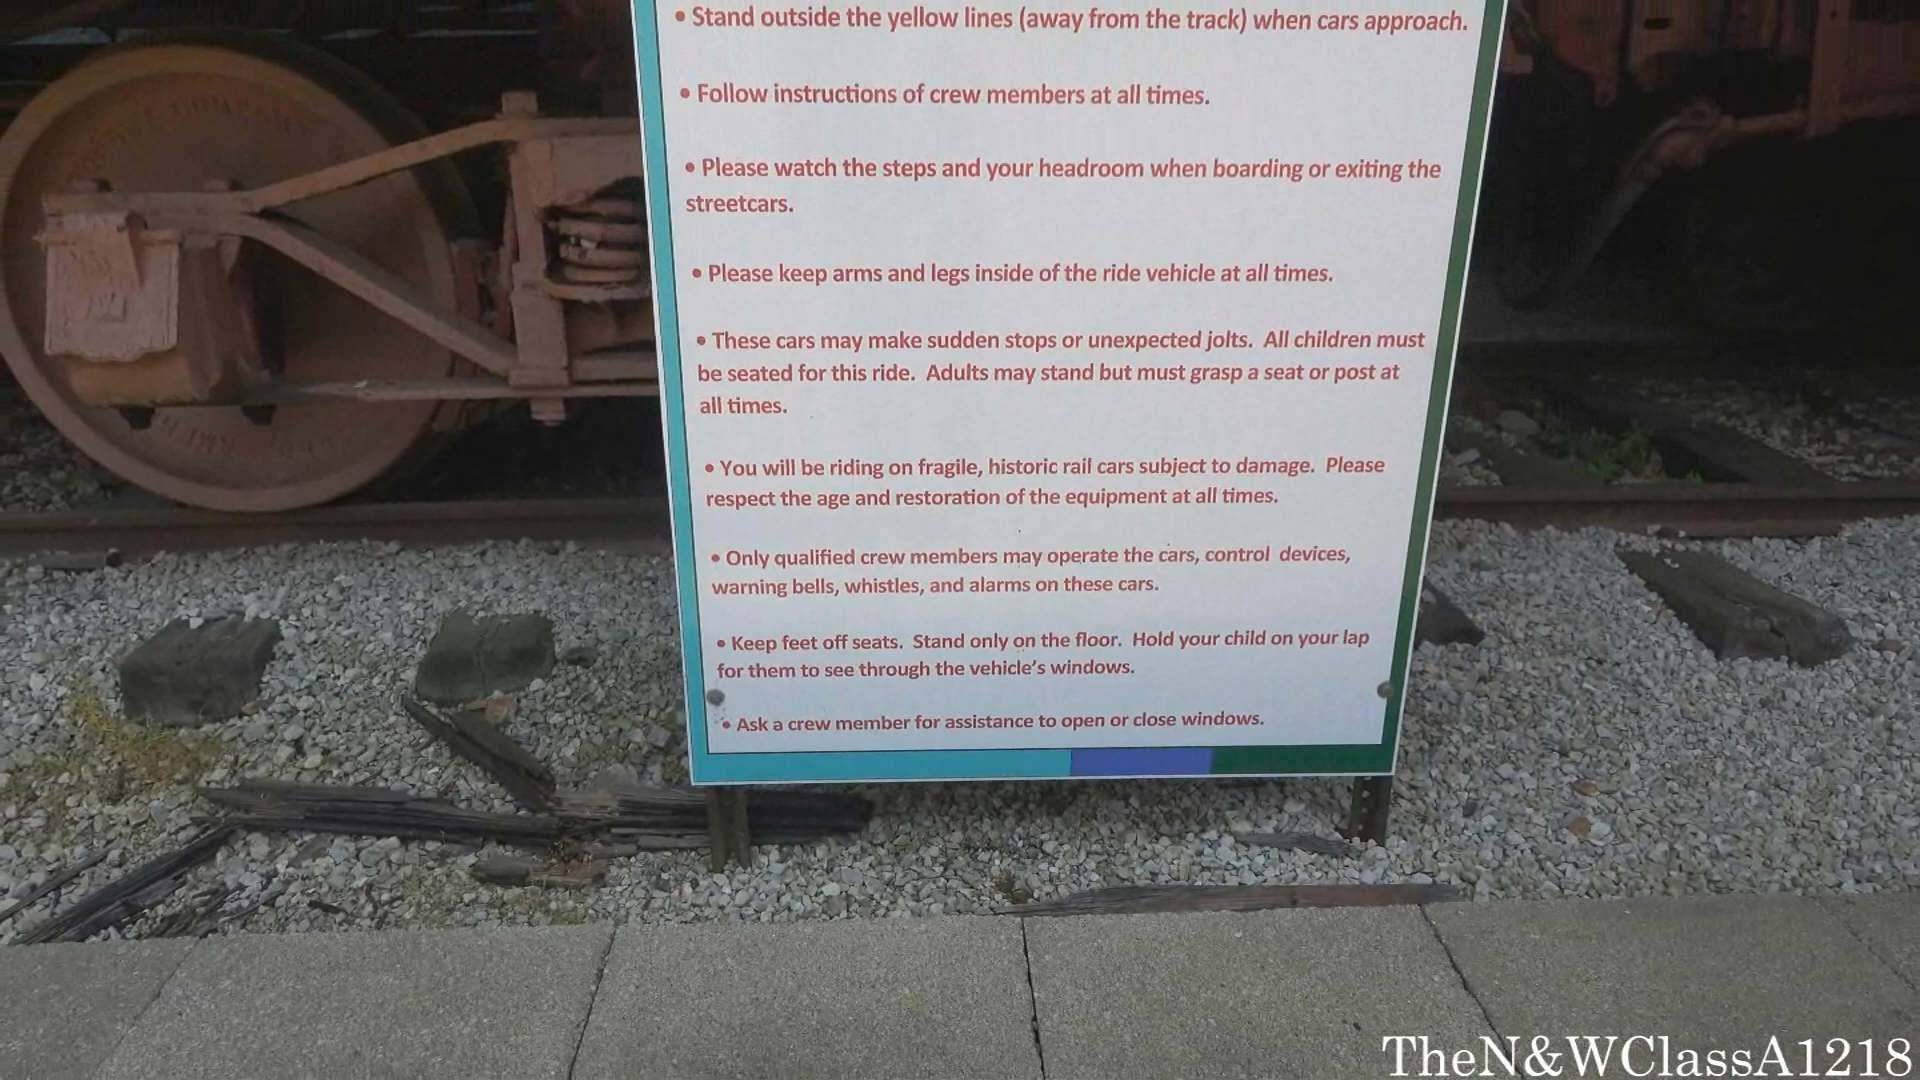 • Stand outside the yellow lines (away from the track) when cars approach.
• Follow instructions of crew members at all times.
• Please watch the steps and your headroom when boarding or exiting the
streetcars.
• Please keep arms and legs inside of the ride vehicle at all times.
• These cars may make sudden stops or unexpected jolts. All children must
be seated for this ride. Adults may stand but must grasp a seat or post at
all times.
• You will be riding on fragile, historic rail cars subject to damage. Please
respect the age and restoration of the equipment at all times.
• Only qualified crew members may operate the cars, control devices,
warning bells, whistles, and alarms on these cars.
• Keep feet off seats. Stand only on the floor. Hold your child on your lap
for them to see through the vehicle's windows.
• Ask a crew member for assistance to open or close windows.
TheN&WClassA1218